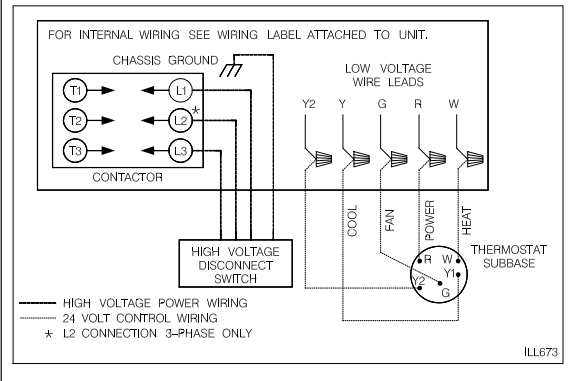 FOR INTERNAL WIRING SEE WIRING LABEL ATTACHED TO UNIT.
CHASSIS GROUND
LOW VOLTAGE
WIRE LEADS
T1 L1
Y2 Y G R W
*
T2 L2
T3 L3
CONTACTOR
COOL
FAN
POWER
HEAT
HIGH VOLTAGE
DISCONNECT
SWITCH
THERMOSTAT
SUBBASE
R W
Y2 Y1
G
HIGH VOLTAGE POWER WIRING
24 VOLT CONTROL WIRING
* L2 CONNECTION 3-PHASE ONLY
ILL673